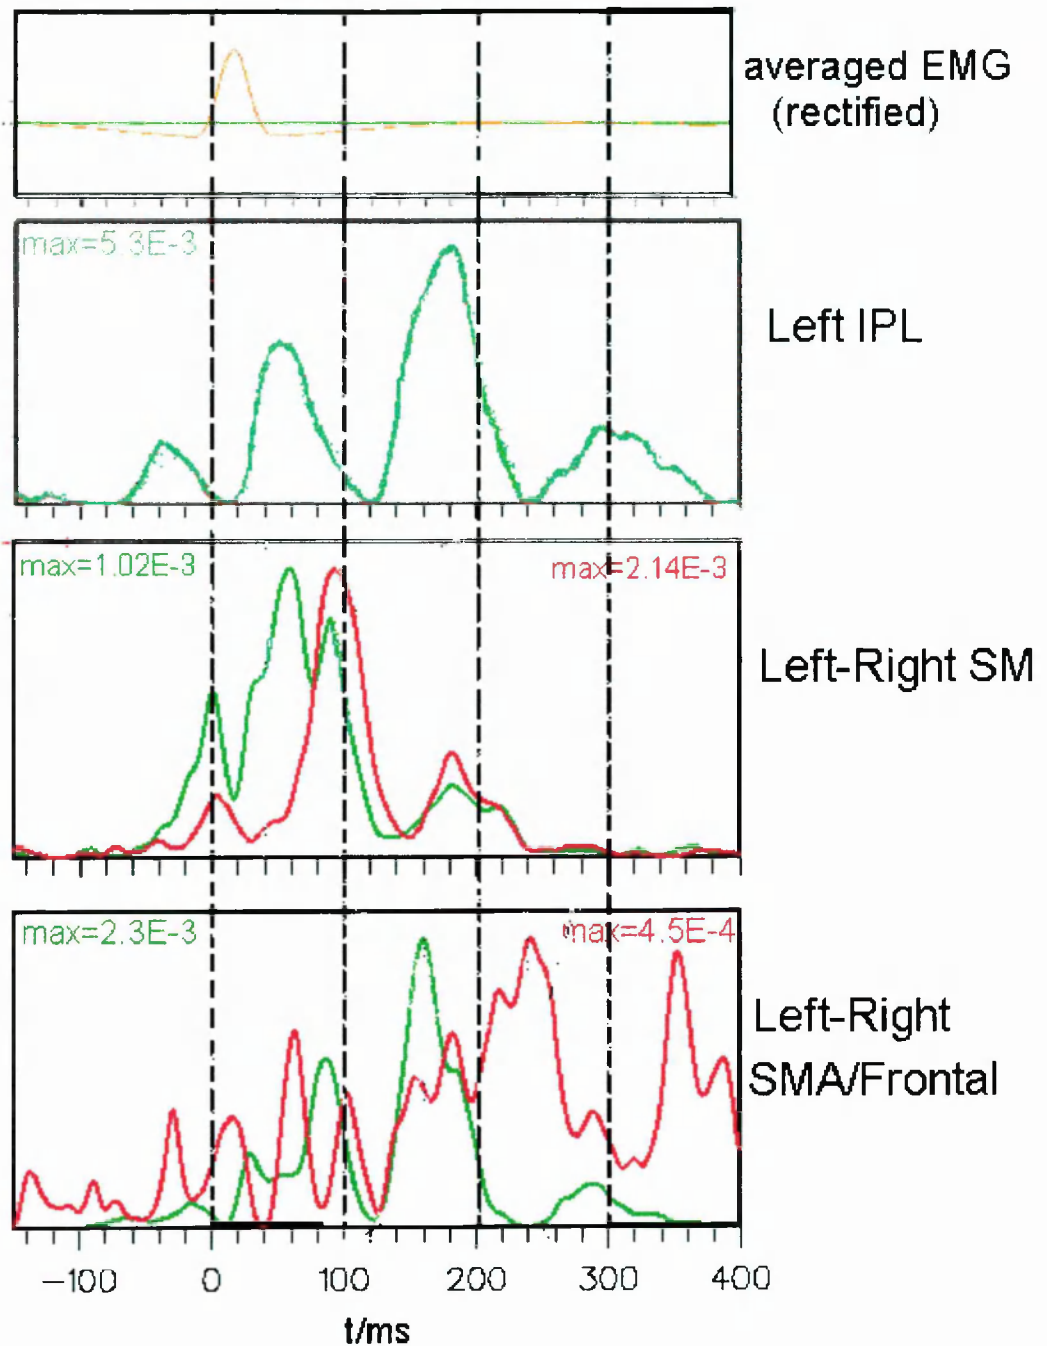 averaged EMG
(rectified)
max=5.3E-3
Left IPL
max=1.02E-3
max=2.14E-3
Left-Right SM
max=2.3E-3
max=4.5E-4
Left-Right
SMA/Frontal
−100 0 100 200 300 400
t/ms